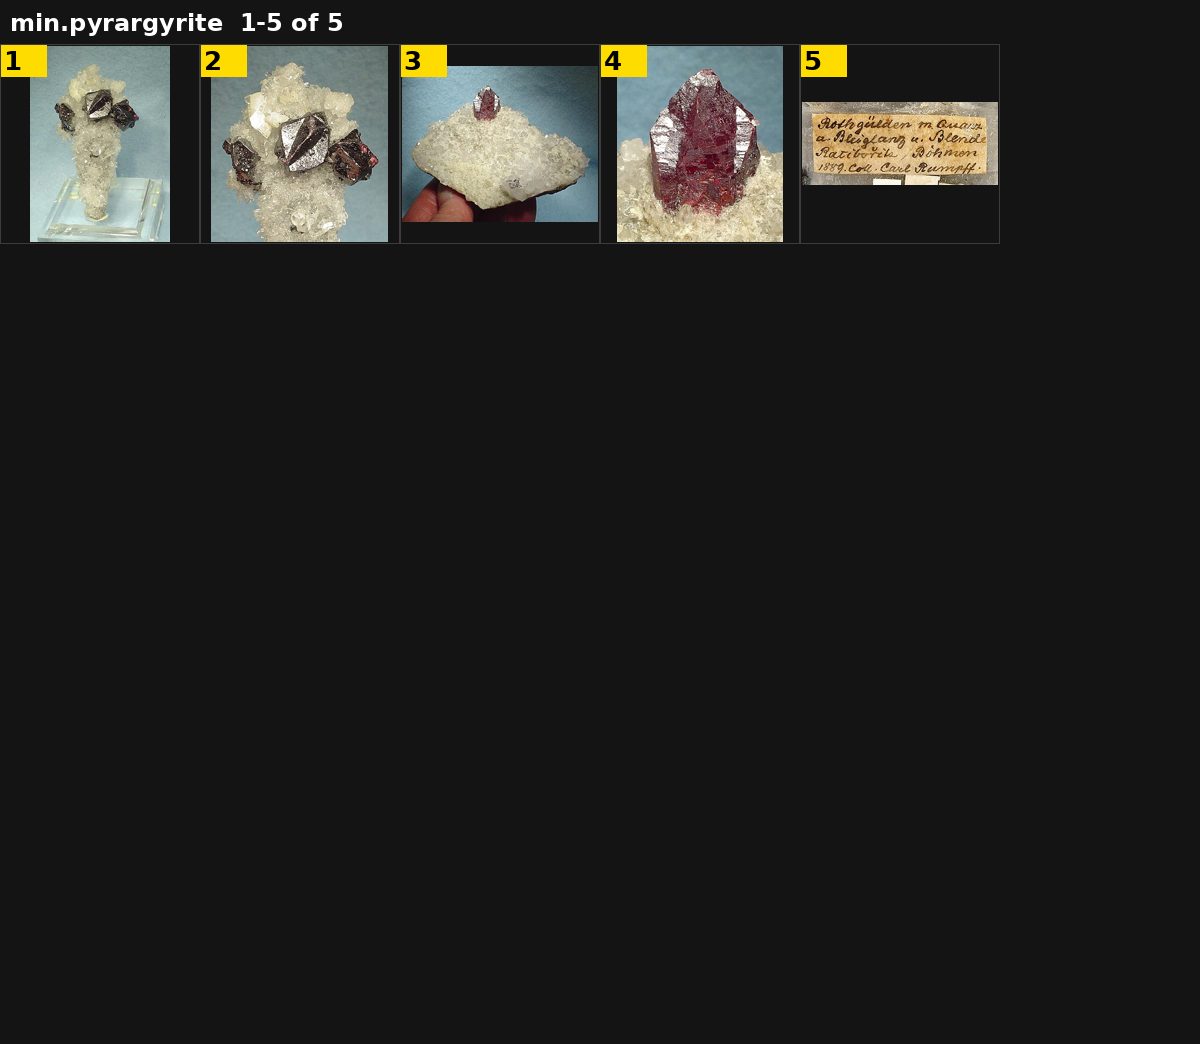 min.pyrargyrite 1-5 of 5
1
2
3
4
5
Rothgülden m. Quarz
a. Bleiglanz u. Blende
Ratibořitz, Böhmen
1889. Coll. Carl Rumpff.